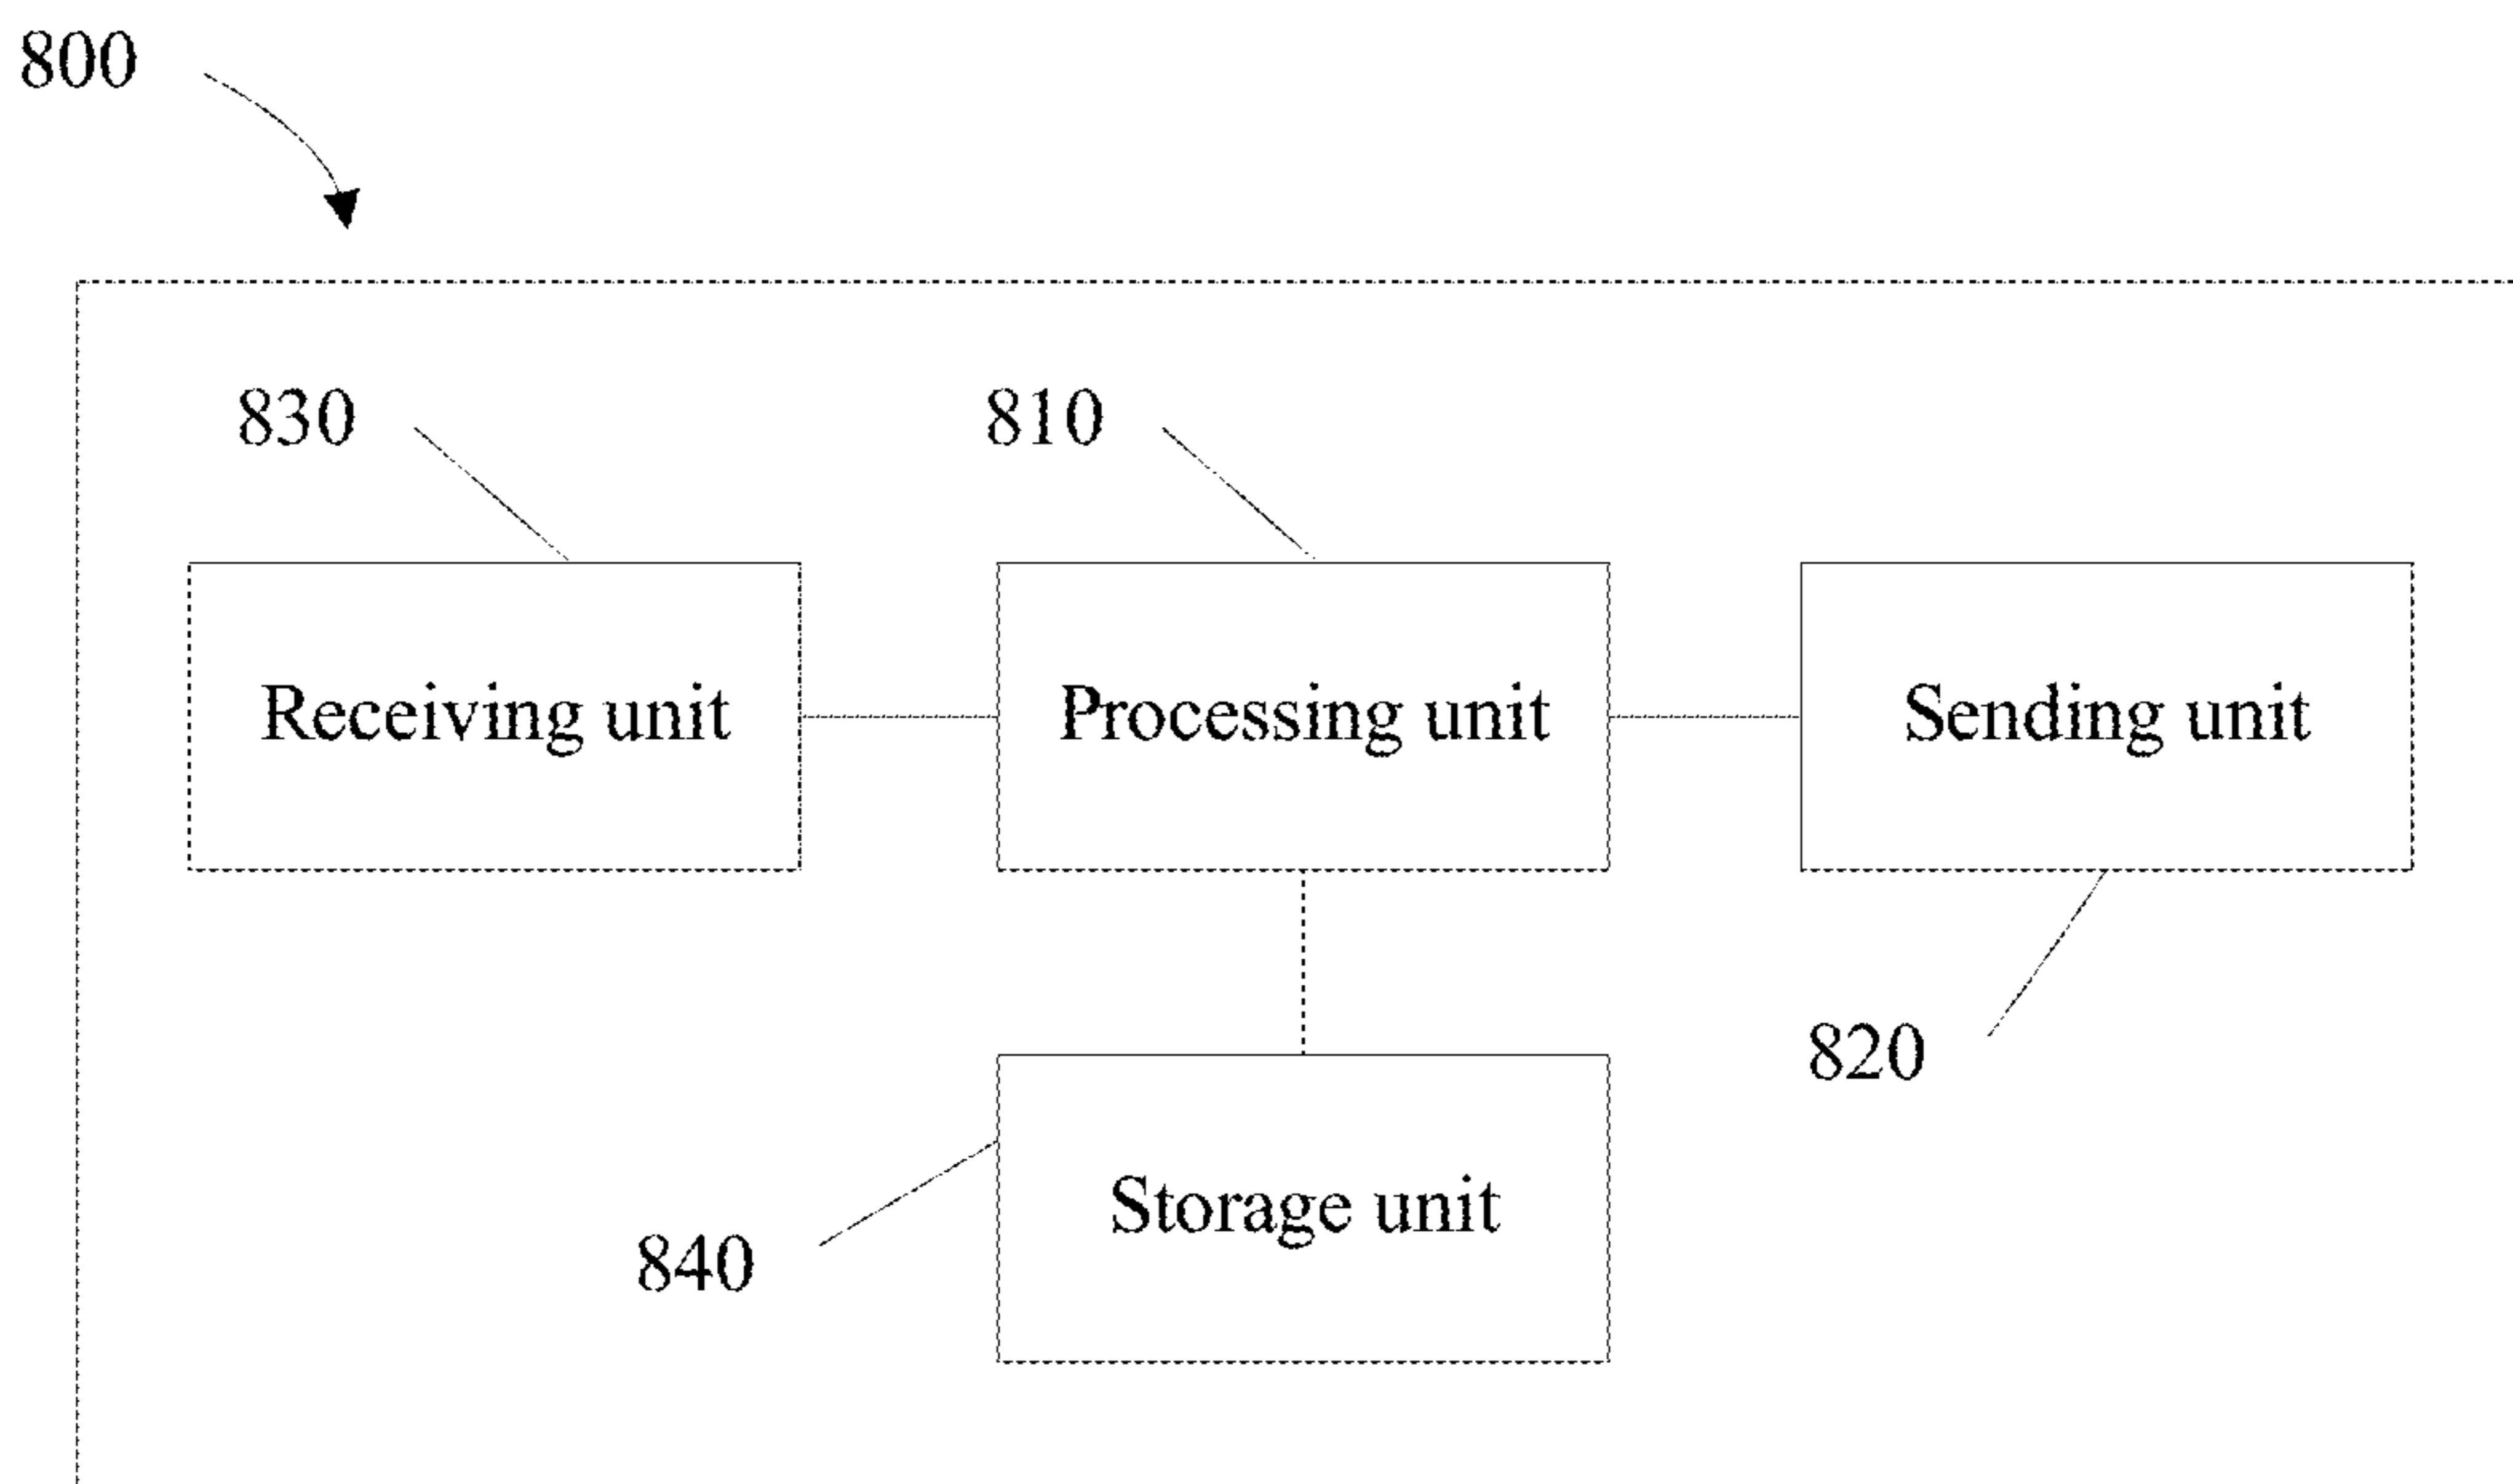 800
830
810
Receiving unit
Processing unit
Sending unit
820
Storage unit
840